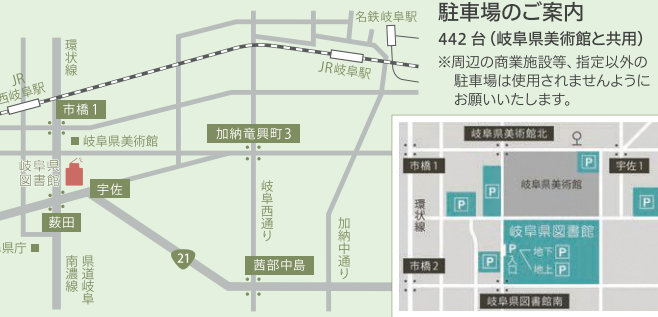 駐車場のご案内
442台（岐阜県美術館と共用）
※周辺の商業施設等、指定以外の
駐車場は使用されませんように
お願いいたします。
名鉄岐阜駅
JR岐阜駅
環状線
JR
西岐阜駅
市橋1
岐阜県美術館
加納竜興町3
岐阜県
図書館
宇佐
藪田
県庁
県道岐阜
南濃線
21
岐阜西通り
加納中通り
茜部中島
岐阜県美術館北
市橋1
宇佐1
P
岐阜県美術館
P
P
P
環状線
岐阜県図書館
P入口
地下P
地上P
P
市橋2
岐阜県図書館南